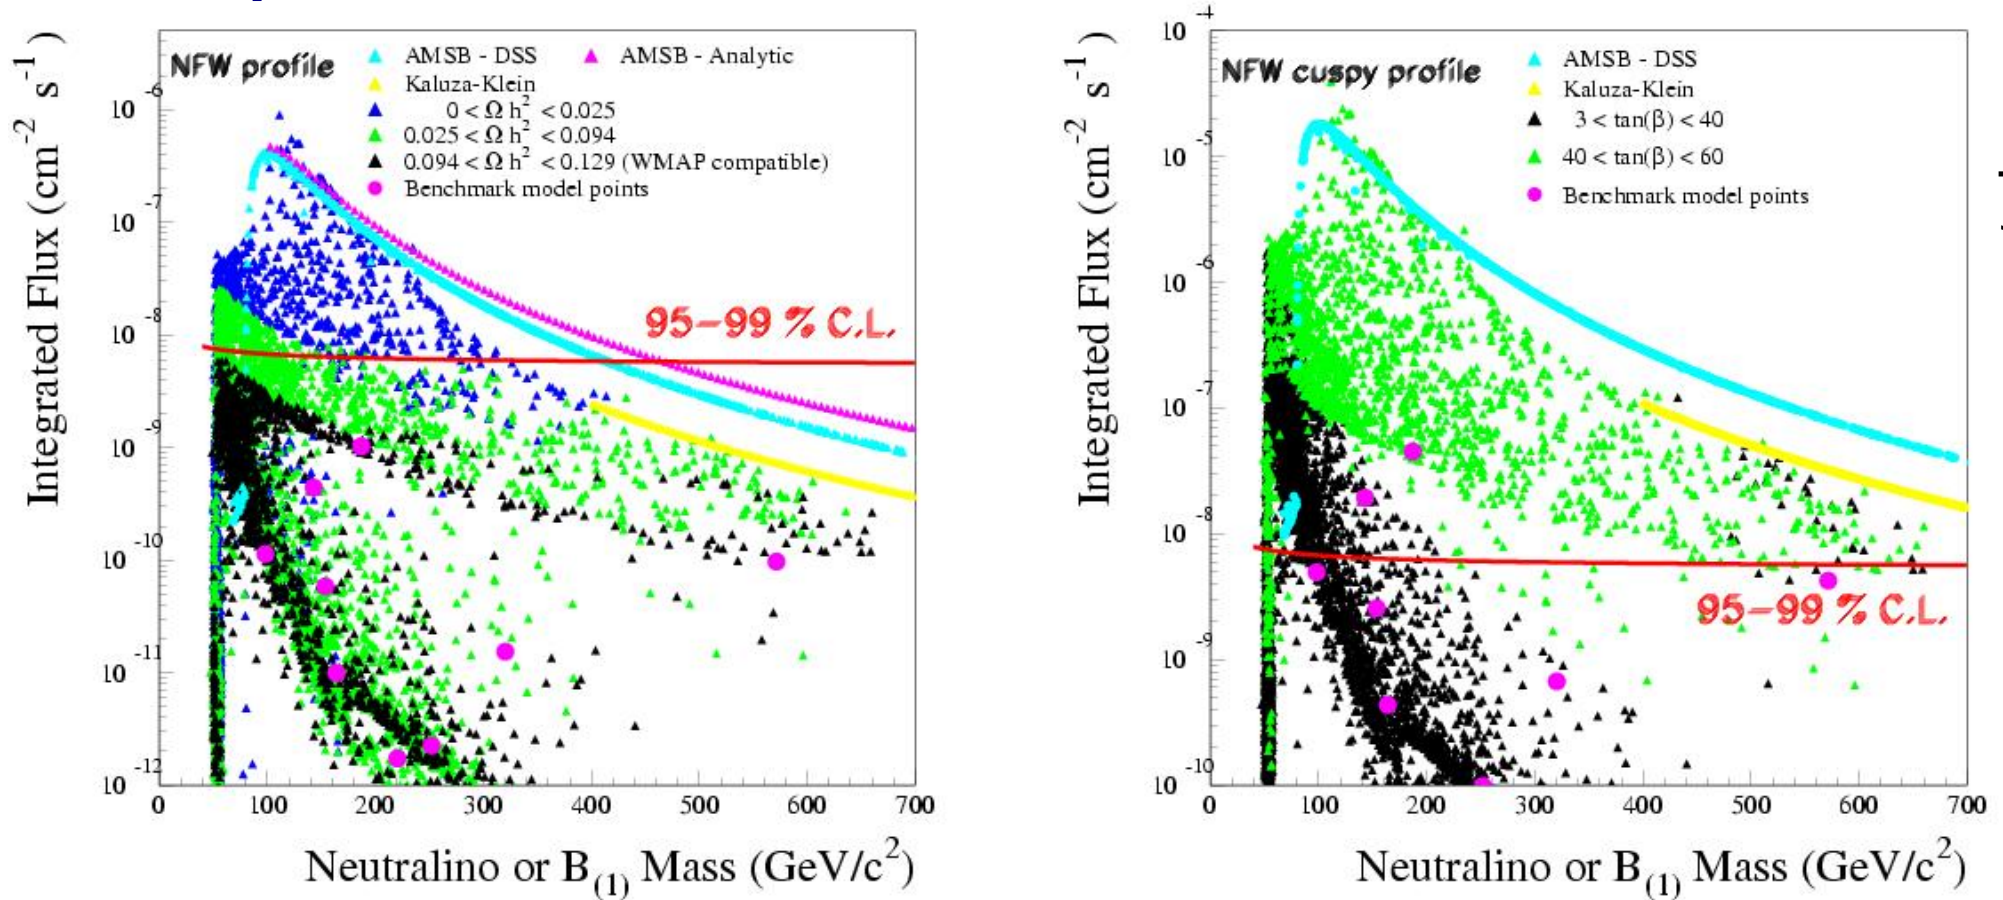 NFW profile
AMSB - DSS
AMSB - Analytic
Kaluza-Klein
0 < Ω h² < 0.025
0.025 < Ω h² < 0.094
0.094 < Ω h² < 0.129 (WMAP compatible)
Benchmark model points
95-99 % C.L.
Integrated Flux (cm⁻² s⁻¹)
10⁻⁶
10⁻⁷
10⁻⁸
10⁻⁹
10⁻¹⁰
10⁻¹¹
10⁻¹²
0 100 200 300 400 500 600 700
Neutralino or B₍₁₎ Mass (GeV/c²)
NFW cuspy profile
AMSB - DSS
Kaluza-Klein
3 < tan(β) < 40
40 < tan(β) < 60
Benchmark model points
95-99 % C.L.
Integrated Flux (cm⁻² s⁻¹)
10⁻⁴
10⁻⁵
10⁻⁶
10⁻⁷
10⁻⁸
10⁻⁹
10⁻¹⁰
0 100 200 300 400 500 600 700
Neutralino or B₍₁₎ Mass (GeV/c²)